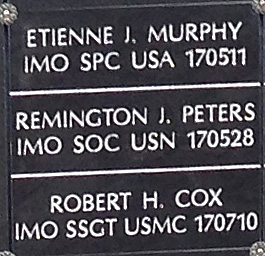 ETIENNE J. MURPHY
IMO SPC USA 170511
REMINGTON J. PETERS
IMO SOC USN 170528
ROBERT H. COX
IMO SSGT USMC 170710